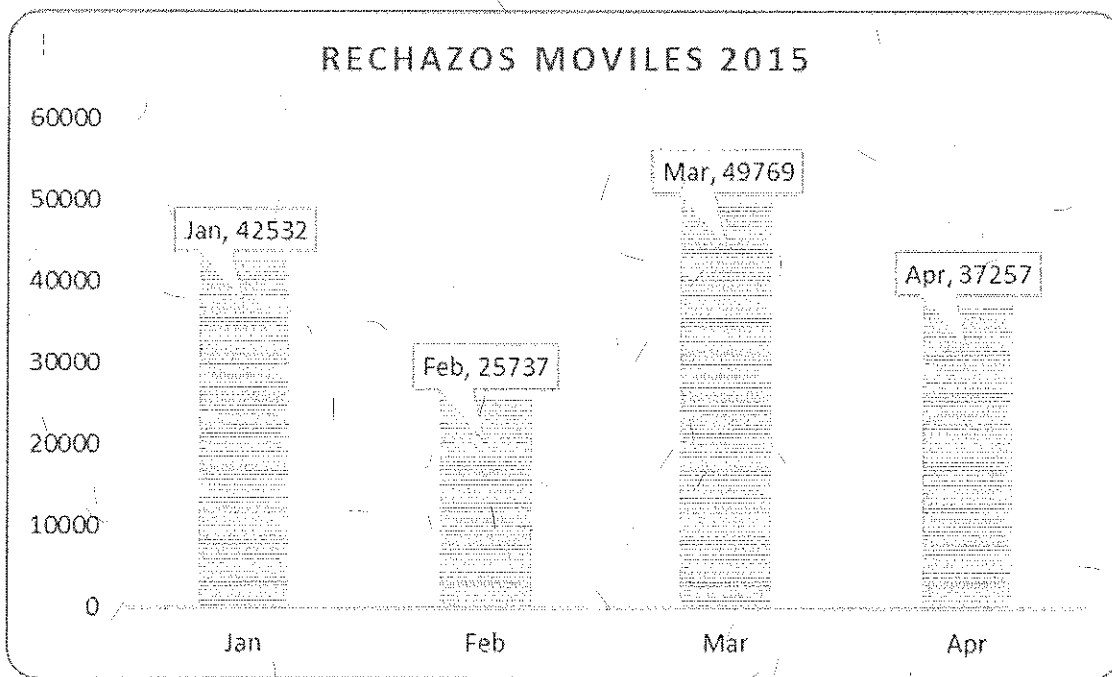 RECHAZOS MOVILES 2015
60000
50000
40000
30000
20000
10000
0
Jan, 42532
Feb, 25737
Mar, 49769
Apr, 37257
Jan
Feb
Mar
Apr